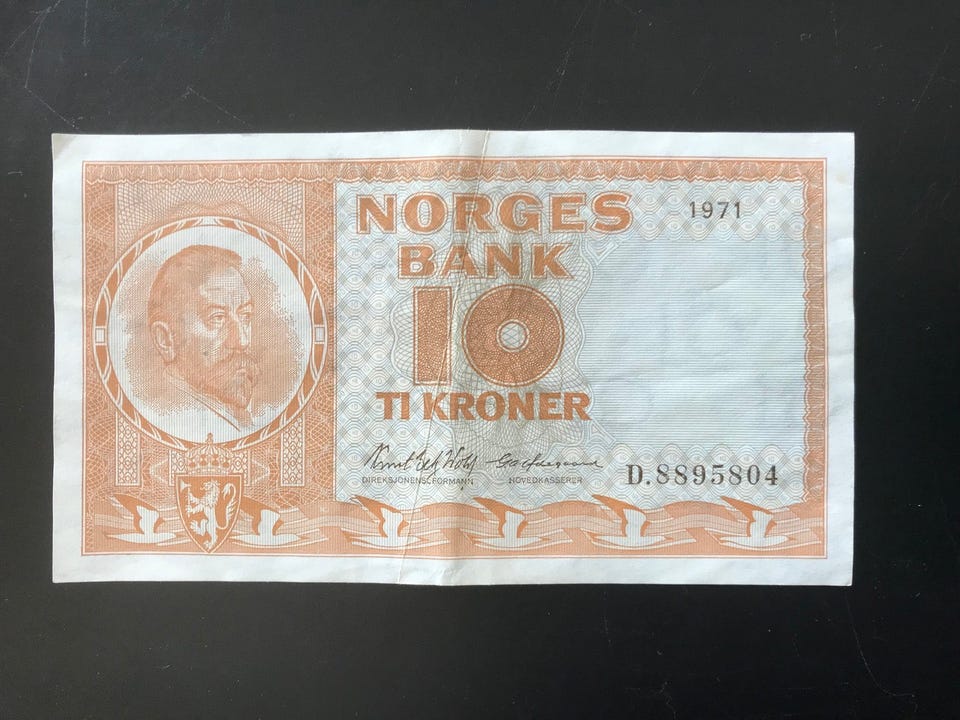 NORGES
1971
BANK
10
TI KRONER
DIREKSJONENS FORMANN
HOVEDKASSERER
D.8895804